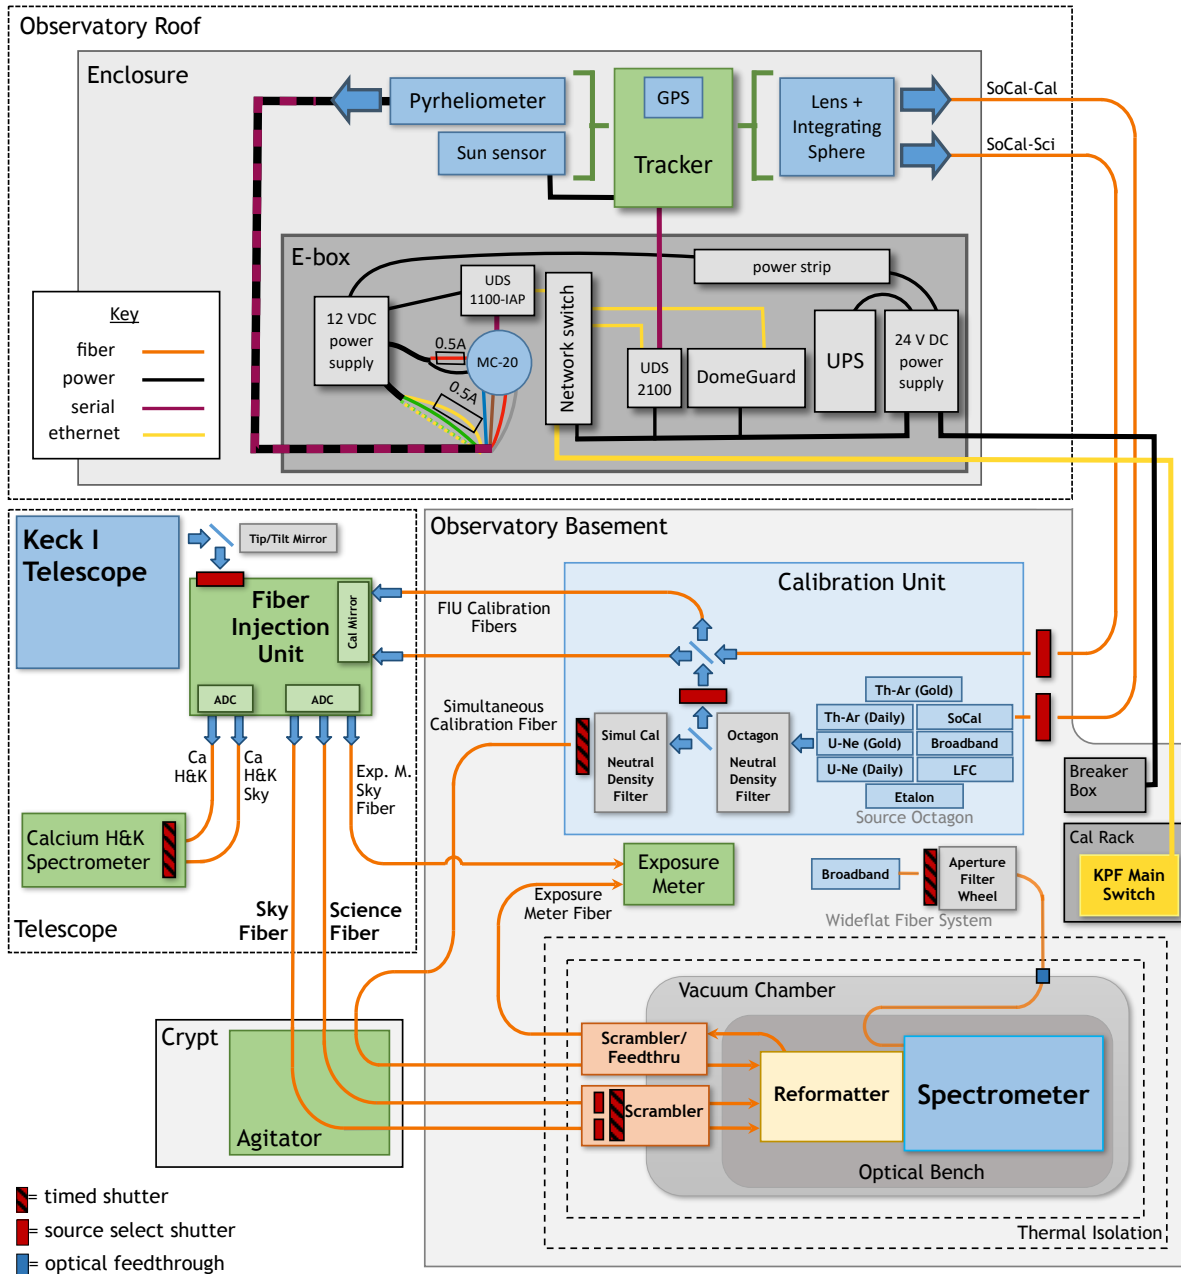 Observatory Roof
Enclosure
Pyrheliometer
Sun sensor
GPS
Tracker
Lens +
Integrating
Sphere
SoCal-Cal
SoCal-Sci
E-box
power strip
UDS
1100-IAP
12 VDC
power
supply
0.5A
MC-20
0.5A
Network switch
UDS
2100
DomeGuard
UPS
24 V DC
power
supply
Key
fiber
power
serial
ethernet
Keck I
Telescope
Tip/Tilt Mirror
Fiber
Injection
Unit
Cal Mirror
ADC
ADC
Ca
H&K
Ca
H&K
Sky
Exp. M.
Sky
Fiber
Calcium H&K
Spectrometer
Sky
Fiber
Science
Fiber
Telescope
Observatory Basement
Calibration Unit
FIU Calibration
Fibers
Simultaneous
Calibration Fiber
Simul Cal
Neutral
Density
Filter
Octagon
Neutral
Density
Filter
Th-Ar (Gold)
Th-Ar (Daily)
SoCal
U-Ne (Gold)
Broadband
U-Ne (Daily)
LFC
Etalon
Source Octagon
Breaker
Box
Cal Rack
KPF Main
Switch
Exposure
Meter
Exposure
Meter Fiber
Broadband
Aperture
Filter
Wheel
Wideflat Fiber System
Vacuum Chamber
Crypt
Agitator
Scrambler/
Feedthru
Scrambler
Reformatter
Spectrometer
Optical Bench
Thermal Isolation
= timed shutter
= source select shutter
= optical feedthrough